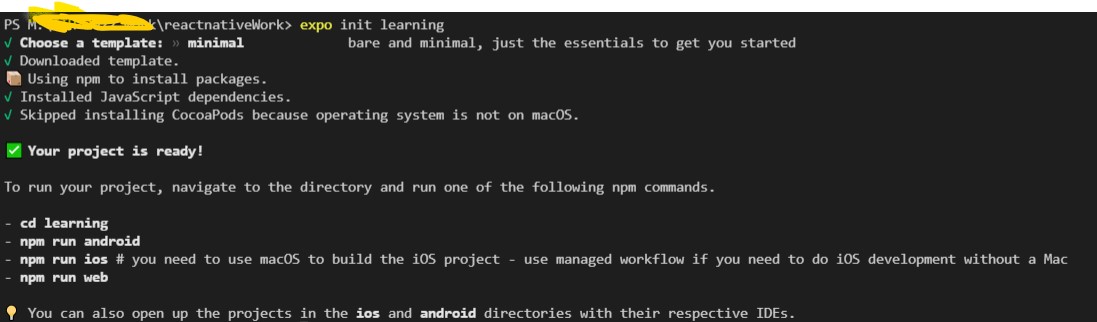 PS M:\reactnativeWork> expo init learning
√ Choose a template: » minimal bare and minimal, just the essentials to get you started
√ Downloaded template.
📦 Using npm to install packages.
√ Installed JavaScript dependencies.
√ Skipped installing CocoaPods because operating system is not on macOS.
✅ Your project is ready!
To run your project, navigate to the directory and run one of the following npm commands.
- cd learning
- npm run android
- npm run ios # you need to use macOS to build the iOS project - use managed workflow if you need to do iOS development without a Mac
- npm run web
💡 You can also open up the projects in the ios and android directories with their respective IDEs.